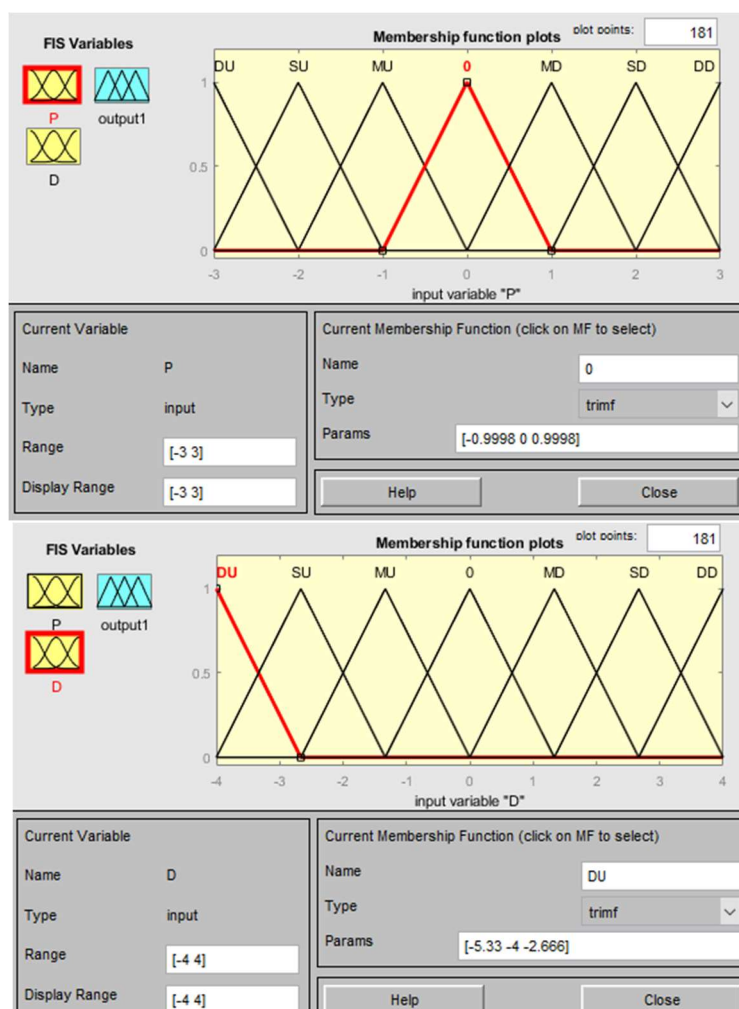 FIS Variables
Membership function plots
plot points:
181
P
output1
D
DU SU MU 0 MD SD DD
1
0.5
0
-3 -2 -1 0 1 2 3
input variable "P"
Current Variable
Name P
Type input
Range [-3 3]
Display Range [-3 3]
Current Membership Function (click on MF to select)
Name 0
Type trimf
Params [-0.9998 0 0.9998]
Help Close
FIS Variables
Membership function plots
plot points:
181
P
output1
D
DU SU MU 0 MD SD DD
1
0.5
0
-4 -3 -2 -1 0 1 2 3 4
input variable "D"
Current Variable
Name D
Type input
Range [-4 4]
Display Range [-4 4]
Current Membership Function (click on MF to select)
Name DU
Type trimf
Params [-5.33 -4 -2.666]
Help Close